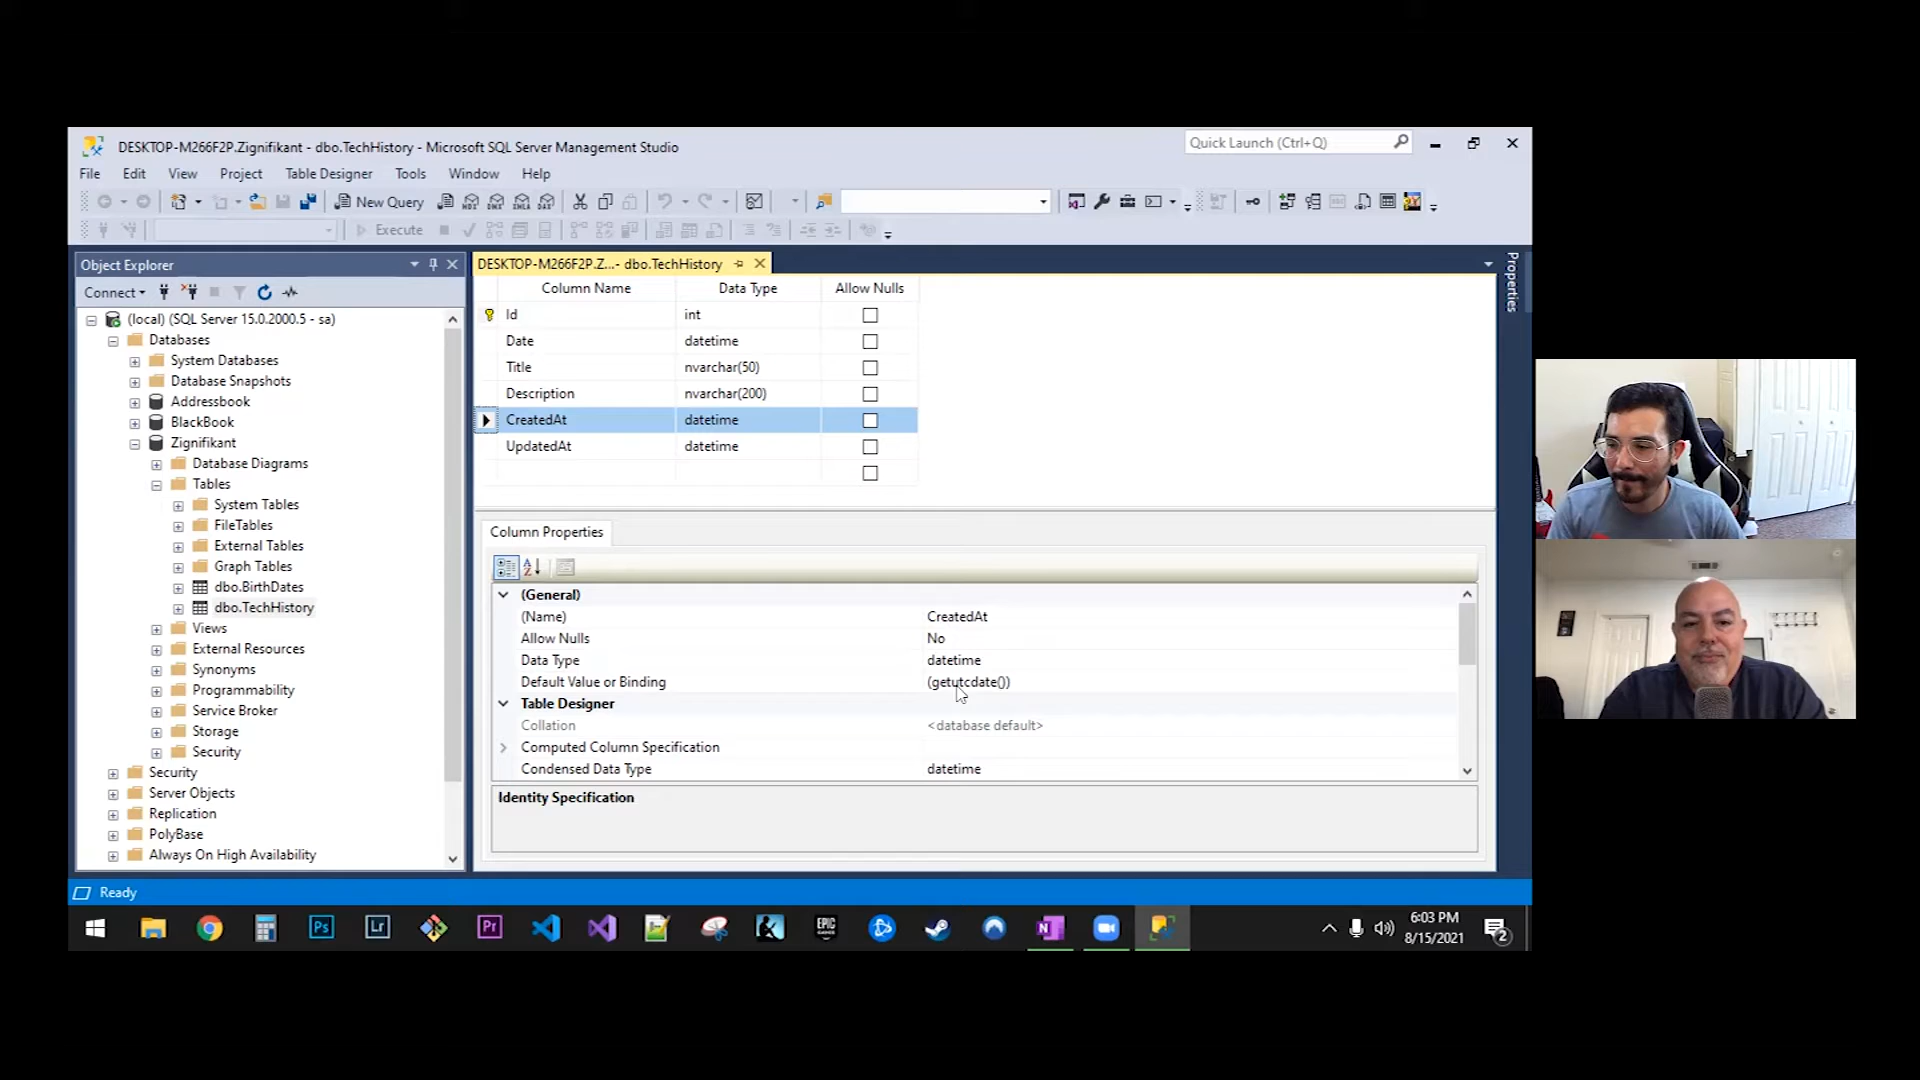 DESKTOP-M266F2P.Zignifikant - dbo.TechHistory - Microsoft SQL Server Management Studio
Quick Launch (Ctrl+Q)
File Edit View Project Table Designer Tools Window Help
New Query
Execute
Object Explorer
Connect
(local) (SQL Server 15.0.2000.5 - sa)
Databases
System Databases
Database Snapshots
Addressbook
BlackBook
Zignifikant
Database Diagrams
Tables
System Tables
FileTables
External Tables
Graph Tables
dbo.BirthDates
dbo.TechHistory
Views
External Resources
Synonyms
Programmability
Service Broker
Storage
Security
Security
Server Objects
Replication
PolyBase
Always On High Availability
DESKTOP-M266F2P.Z...- dbo.TechHistory
Properties
Column Name Data Type Allow Nulls
Id int
Date datetime
Title nvarchar(50)
Description nvarchar(200)
CreatedAt datetime
UpdatedAt datetime
Column Properties
(General)
(Name) CreatedAt
Allow Nulls No
Data Type datetime
Default Value or Binding (getutcdate())
Table Designer
Collation <database default>
Computed Column Specification
Condensed Data Type datetime
Identity Specification
Ready
Ps Lr Pr EPIC N
6:03 PM
8/15/2021
2